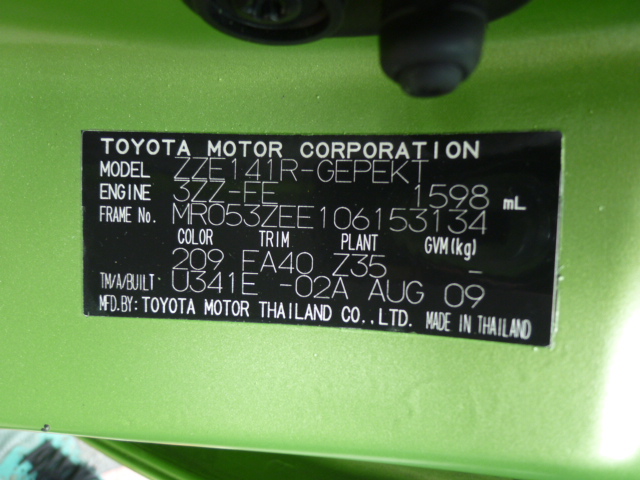 TOYOTA MOTOR CORPORATION
MODEL ZZE141R-GEPEKT
ENGINE 3ZZ-FE 1598 mL
FRAME No. MR053ZEE106153134
COLOR TRIM PLANT GVM(kg)
209 FA40 Z35 -
TM/A/BUILT U341E -02A AUG 09
MFD.BY: TOYOTA MOTOR THAILAND CO.,LTD. MADE IN THAILAND